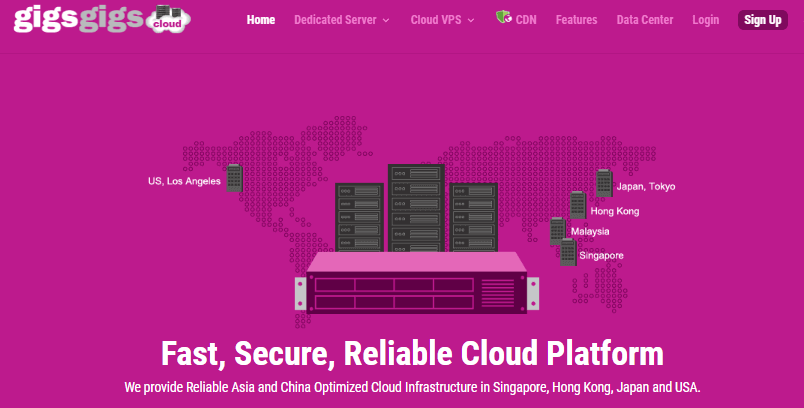 gigsgigs cloud Home Dedicated Server Cloud VPS CDN Features Data Center Login Sign Up
US, Los Angeles
Japan, Tokyo
Hong Kong
Malaysia
Singapore
Fast, Secure, Reliable Cloud Platform
We provide Reliable Asia and China Optimized Cloud Infrastructure in Singapore, Hong Kong, Japan and USA.